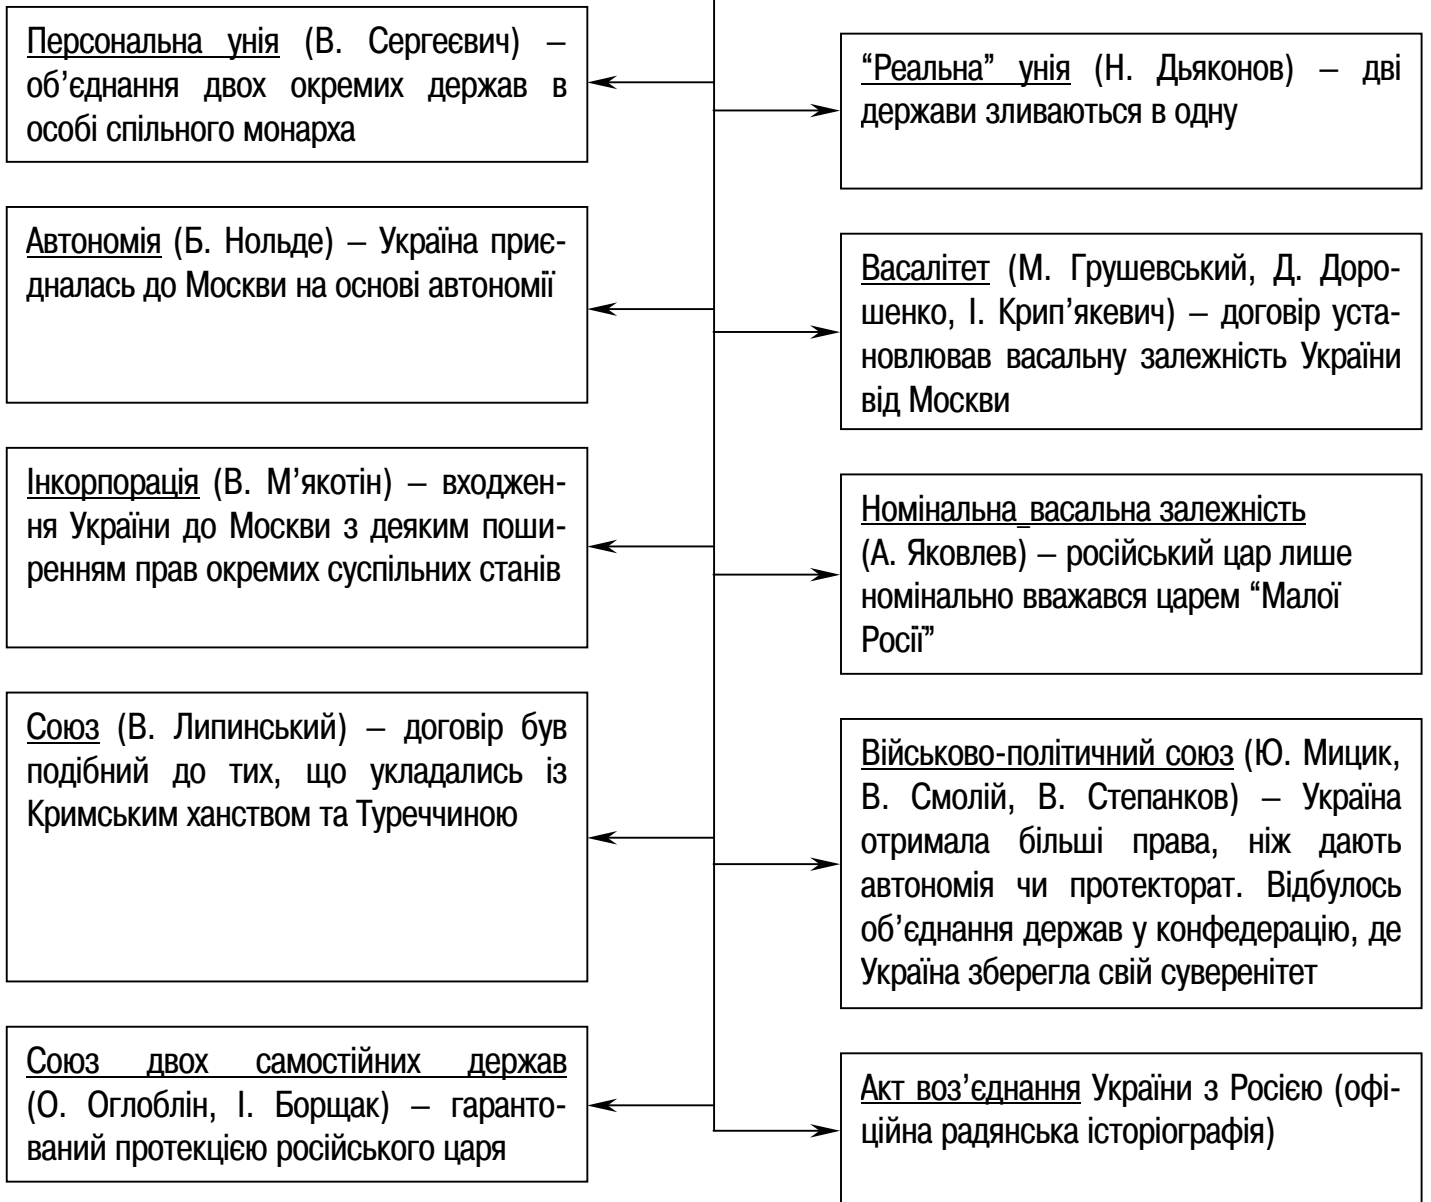 Персональна унія (В. Сергеєвич) –
об’єднання двох окремих держав в
особі спільного монарха
“Реальна” унія (Н. Дьяконов) – дві
держави зливаються в одну
Автономія (Б. Нольде) – Україна приє-
дналась до Москви на основі автономії
Васалітет (М. Грушевський, Д. Доро-
шенко, І. Крип’якевич) – договір уста-
новлював васальну залежність України
від Москви
Інкорпорація (В. М’якотін) – входжен-
ня України до Москви з деяким поши-
ренням прав окремих суспільних станів
Номінальна васальна залежність
(А. Яковлев) – російський цар лише
номінально вважався царем “Малої
Росії”
Союз (В. Липинський) – договір був
подібний до тих, що укладались із
Кримським ханством та Туреччиною
Військово-політичний союз (Ю. Мицик,
В. Смолій, В. Степанков) – Україна
отримала більші права, ніж дають
автономія чи протекторат. Відбулось
об’єднання держав у конфедерацію, де
Україна зберегла свій суверенітет
Союз двох самостійних держав
(О. Оглоблін, І. Борщак) – гаранто-
ваний протекцією російського царя
Акт воз’єднання України з Росією (офі-
ційна радянська історіографія)